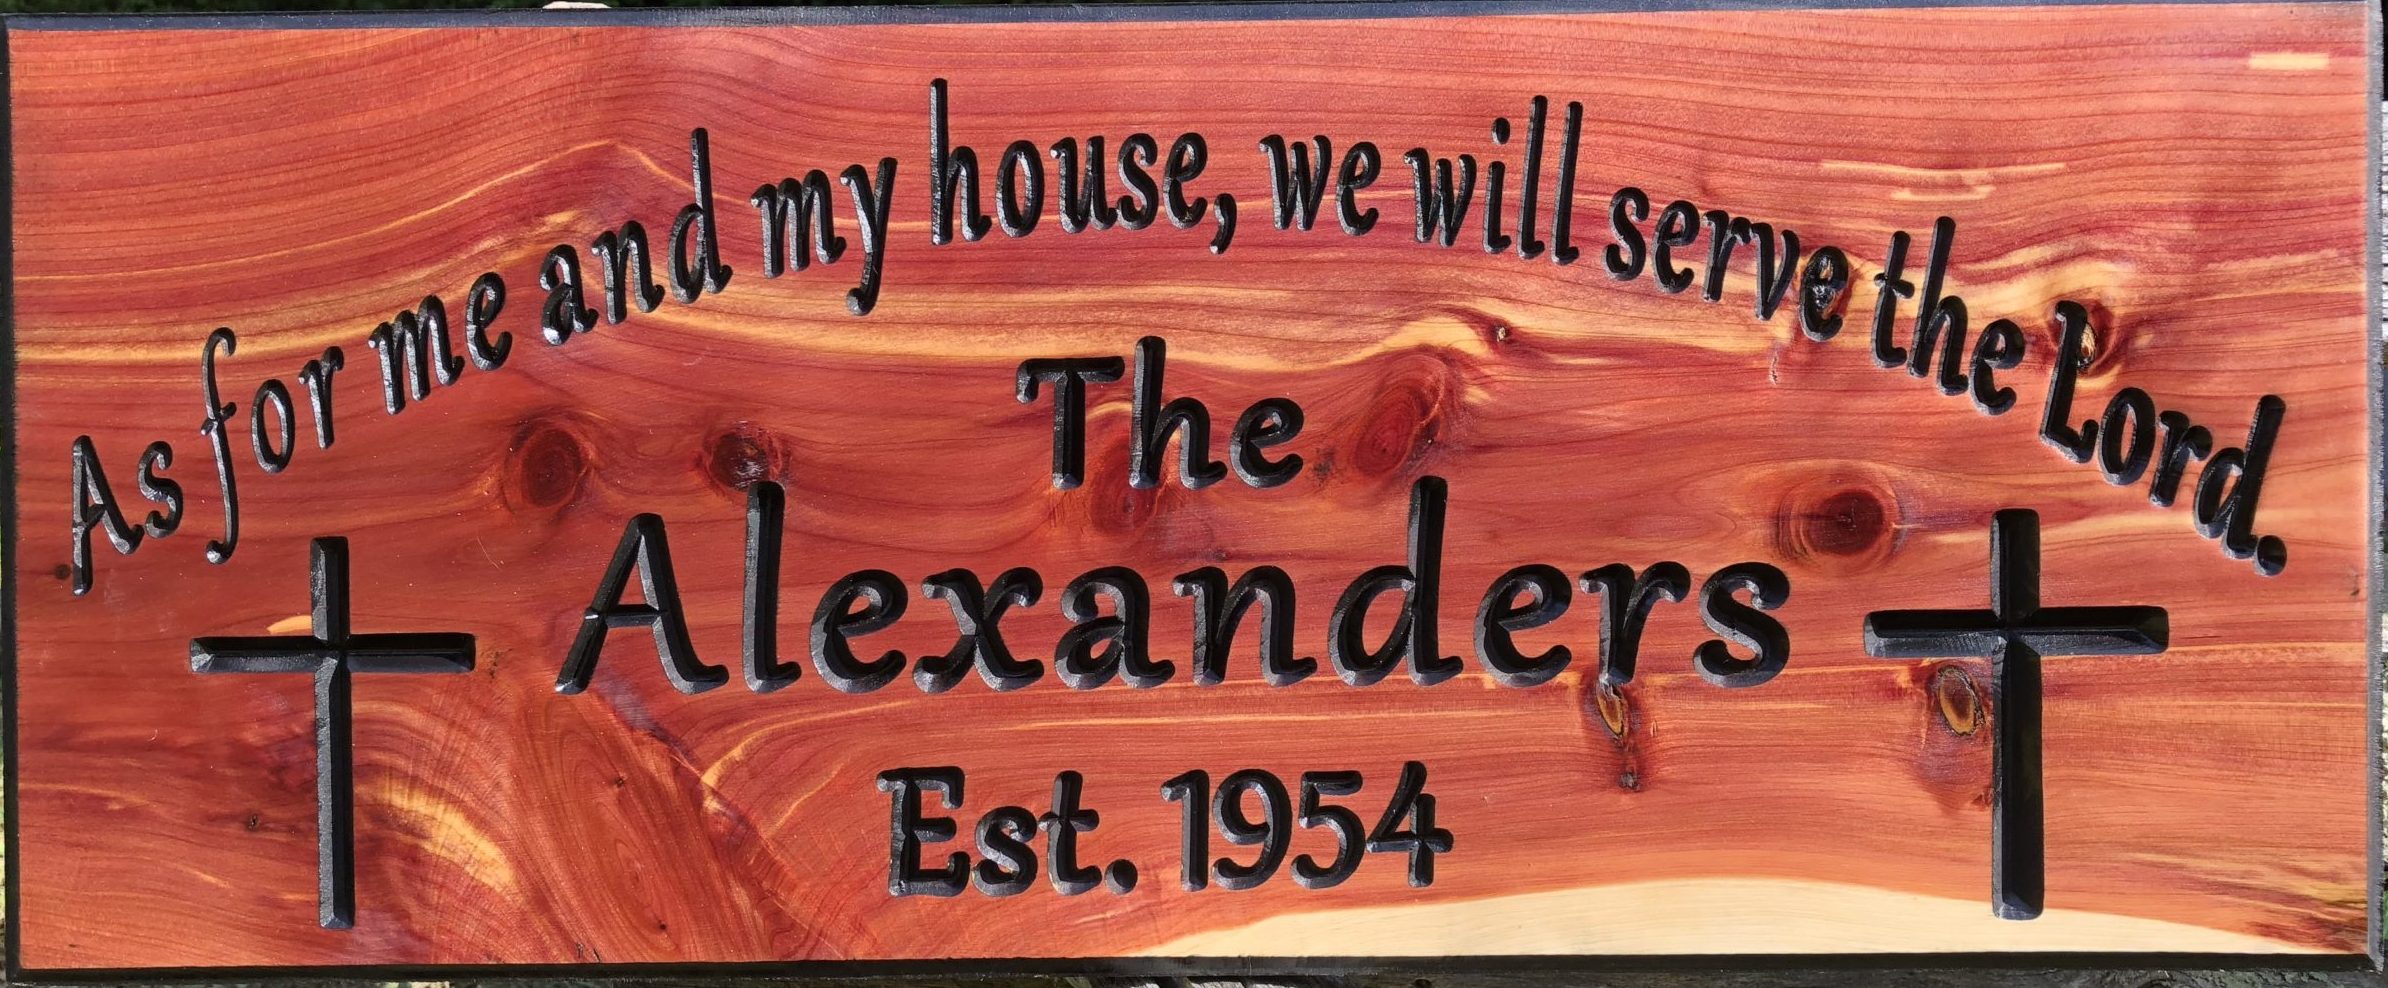 As for me and my house, we will serve the Lord.
The
Alexanders
Est. 1954